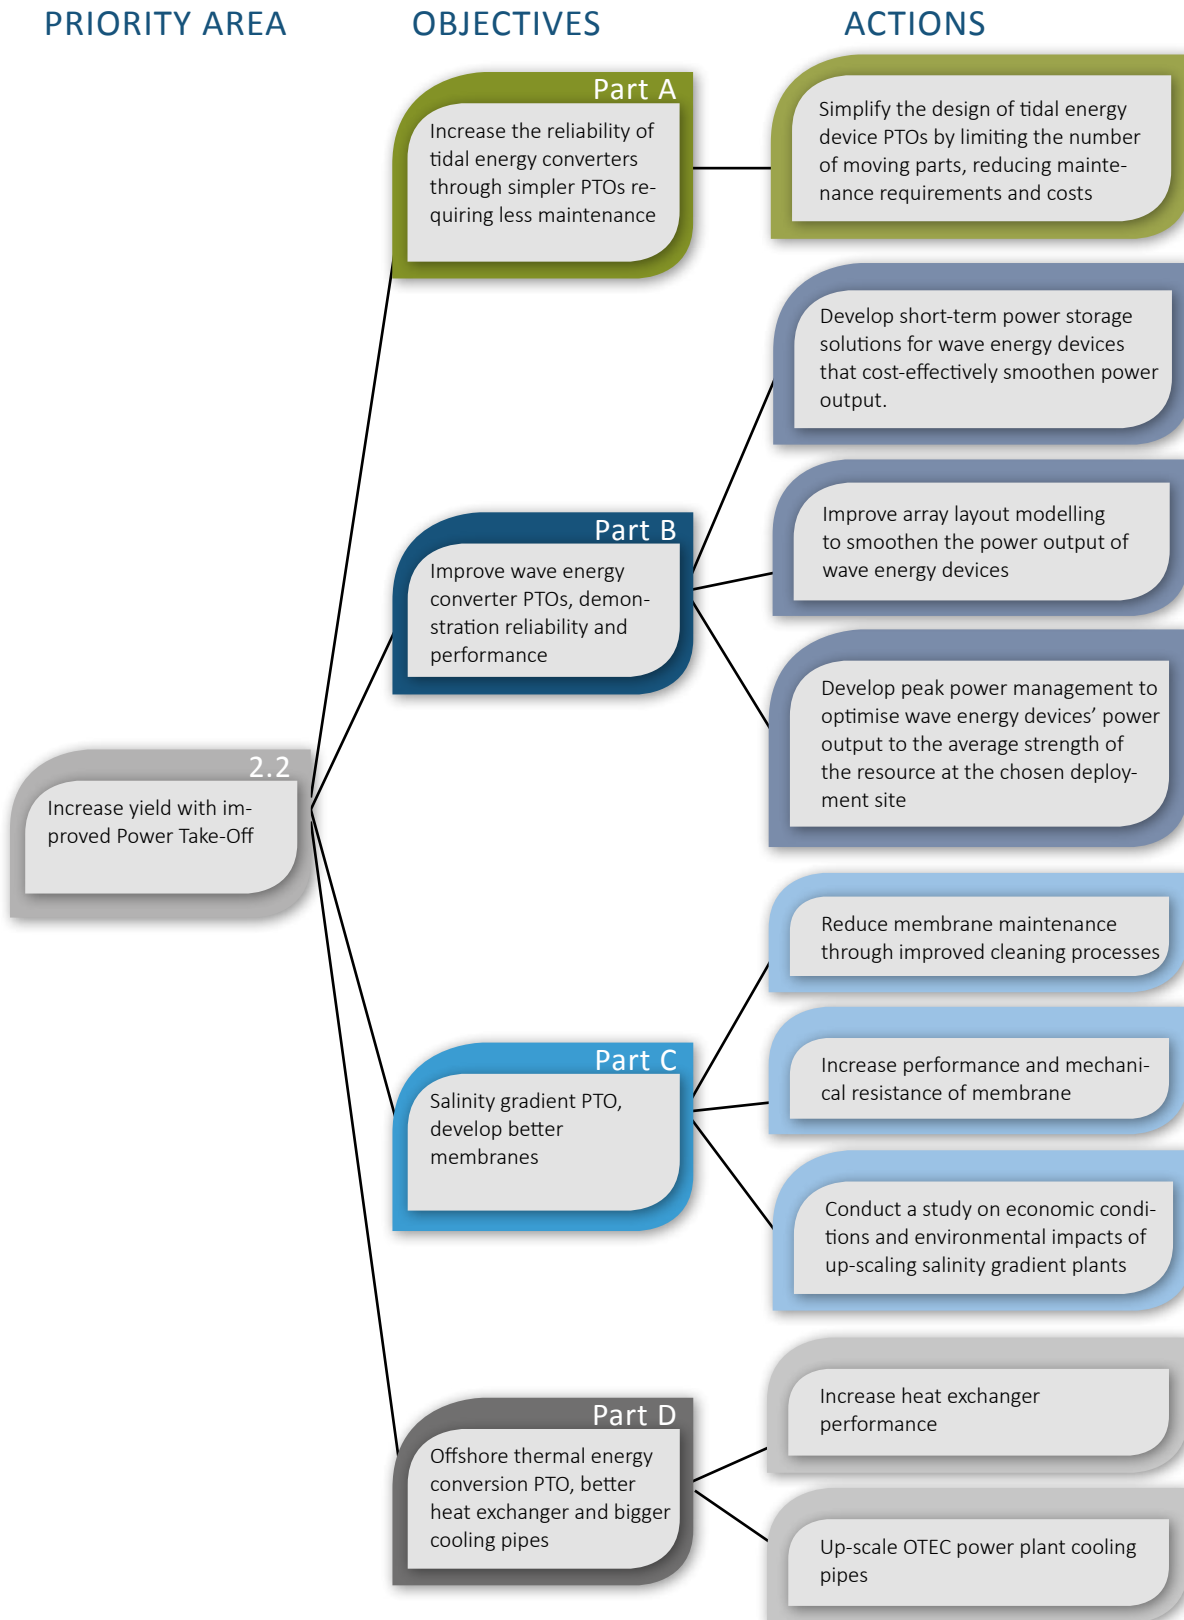 PRIORITY AREA
OBJECTIVES
ACTIONS
2.2
Increase yield with im-
proved Power Take-Off
Part A
Increase the reliability of
tidal energy converters
through simpler PTOs re-
quiring less maintenance
Simplify the design of tidal energy
device PTOs by limiting the number
of moving parts, reducing mainte-
nance requirements and costs
Part B
Improve wave energy
converter PTOs, demon-
stration reliability and
performance
Develop short-term power storage
solutions for wave energy devices
that cost-effectively smoothen power
output.
Improve array layout modelling
to smoothen the power output of
wave energy devices
Develop peak power management to
optimise wave energy devices’ power
output to the average strength of
the resource at the chosen deploy-
ment site
Part C
Salinity gradient PTO,
develop better
membranes
Reduce membrane maintenance
through improved cleaning processes
Increase performance and mechani-
cal resistance of membrane
Conduct a study on economic condi-
tions and environmental impacts of
up-scaling salinity gradient plants
Part D
Offshore thermal energy
conversion PTO, better
heat exchanger and bigger
cooling pipes
Increase heat exchanger
performance
Up-scale OTEC power plant cooling
pipes